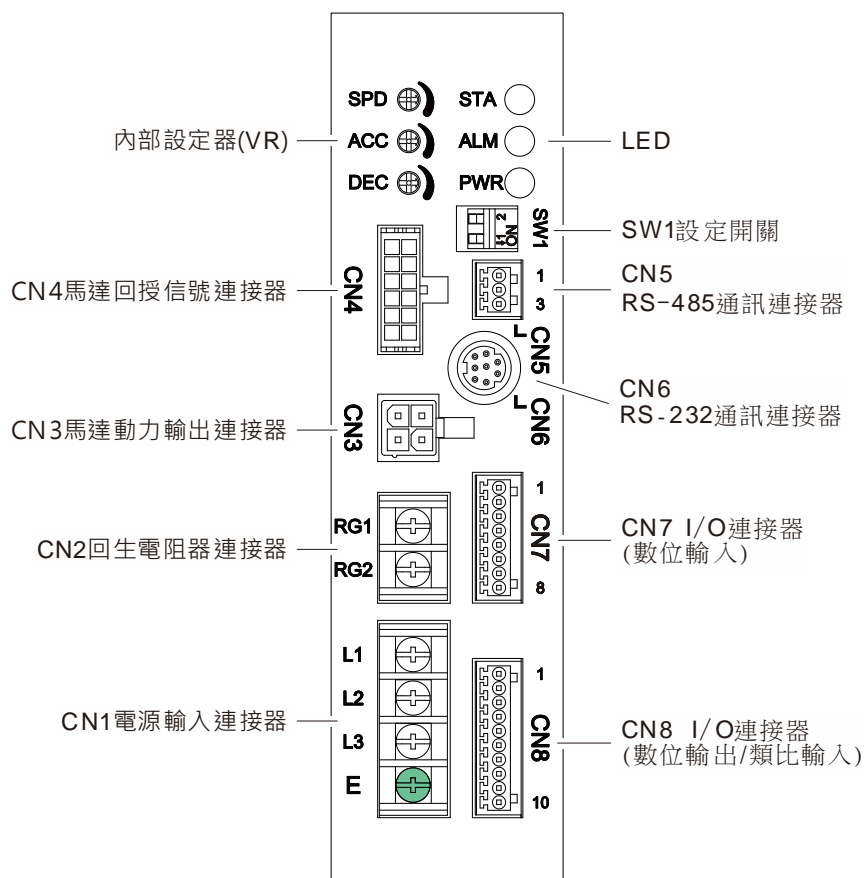 SPD STA
內部設定器(VR) ACC ALM LED
DEC PWR
SW1 2 1 ON
SW1設定開關
CN4馬達回授信號連接器
CN4
1
3
CN5
RS-485通訊連接器
CN5
CN6
CN6
RS-232通訊連接器
CN3馬達動力輸出連接器
CN3
CN2回生電阻器連接器
RG1
RG2
1
CN7
8
CN7 I/O連接器
(數位輸入)
CN1電源輸入連接器
L1
L2
L3
E
1
CN8
10
CN8 I/O連接器
(數位輸出/類比輸入)